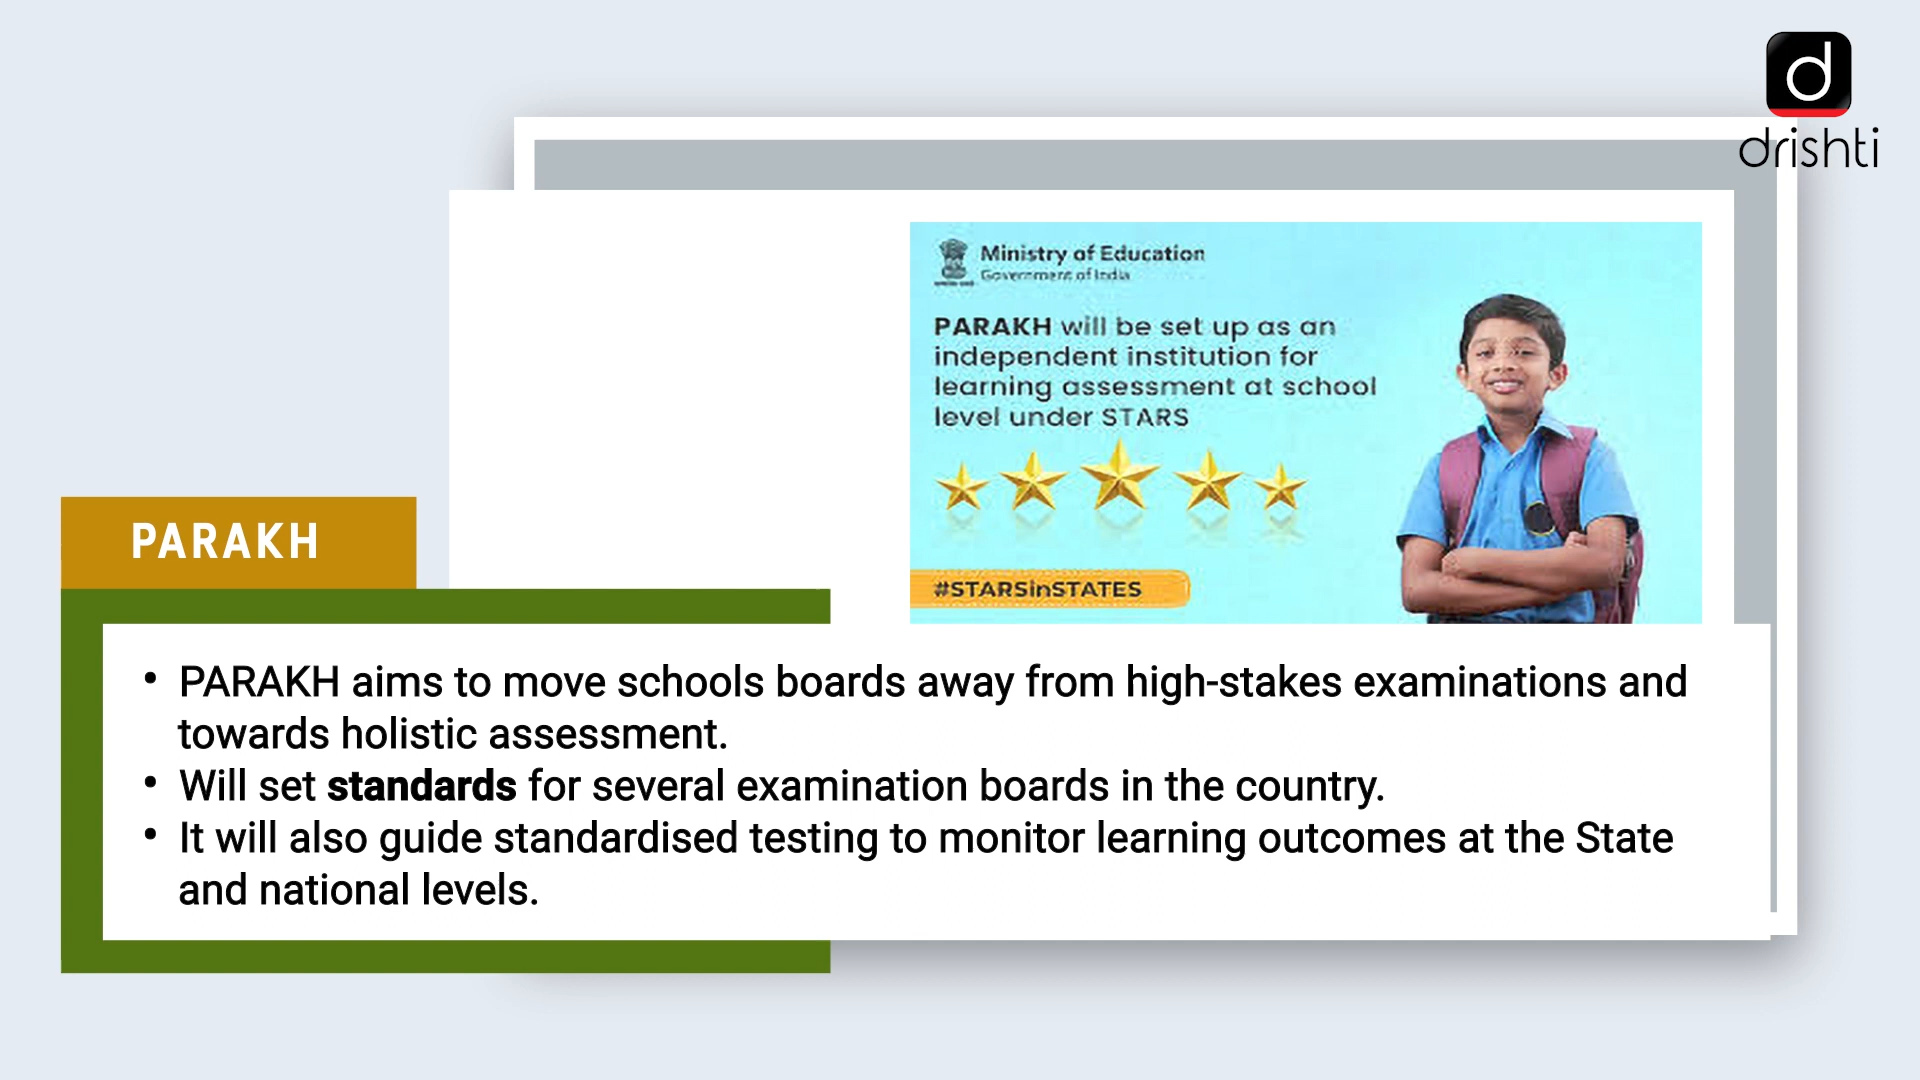 drishti
Ministry of Education
Government of India
PARAKH will be set up as an
independent institution for
learning assessment at school
level under STARS
#STARSinSTATES
PARAKH
• PARAKH aims to move schools boards away from high-stakes examinations and
towards holistic assessment.
• Will set standards for several examination boards in the country.
• It will also guide standardised testing to monitor learning outcomes at the State
and national levels.